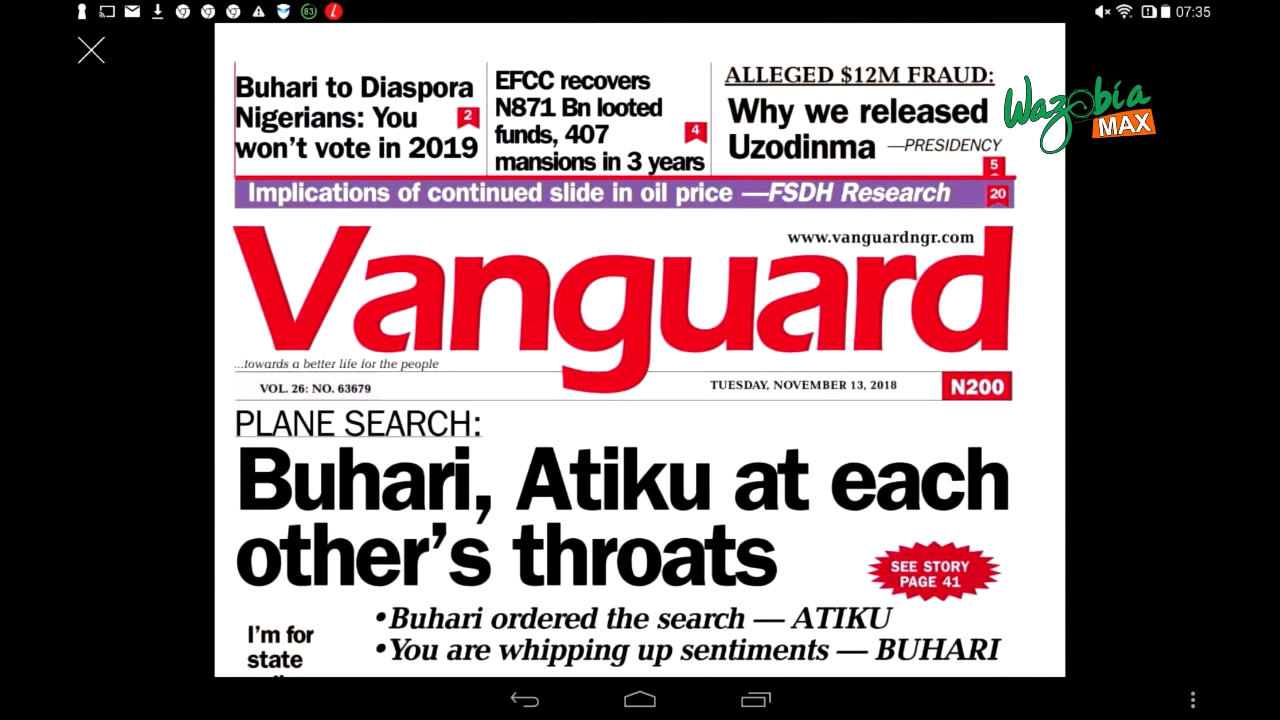 83
07:35
Buhari to Diaspora
Nigerians: You
won't vote in 2019
2
EFCC recovers
N871 Bn looted
funds, 407
mansions in 3 years
4
ALLEGED $12M FRAUD:
Why we released
Uzodinma —PRESIDENCY
5
Wazobia
MAX
Implications of continued slide in oil price —FSDH Research
20
Vanguard
www.vanguardngr.com
...towards a better life for the people
VOL. 26: NO. 63679
TUESDAY, NOVEMBER 13, 2018
N200
PLANE SEARCH:
Buhari, Atiku at each
other's throats
SEE STORY
PAGE 41
•Buhari ordered the search — ATIKU
•You are whipping up sentiments — BUHARI
I'm for
state